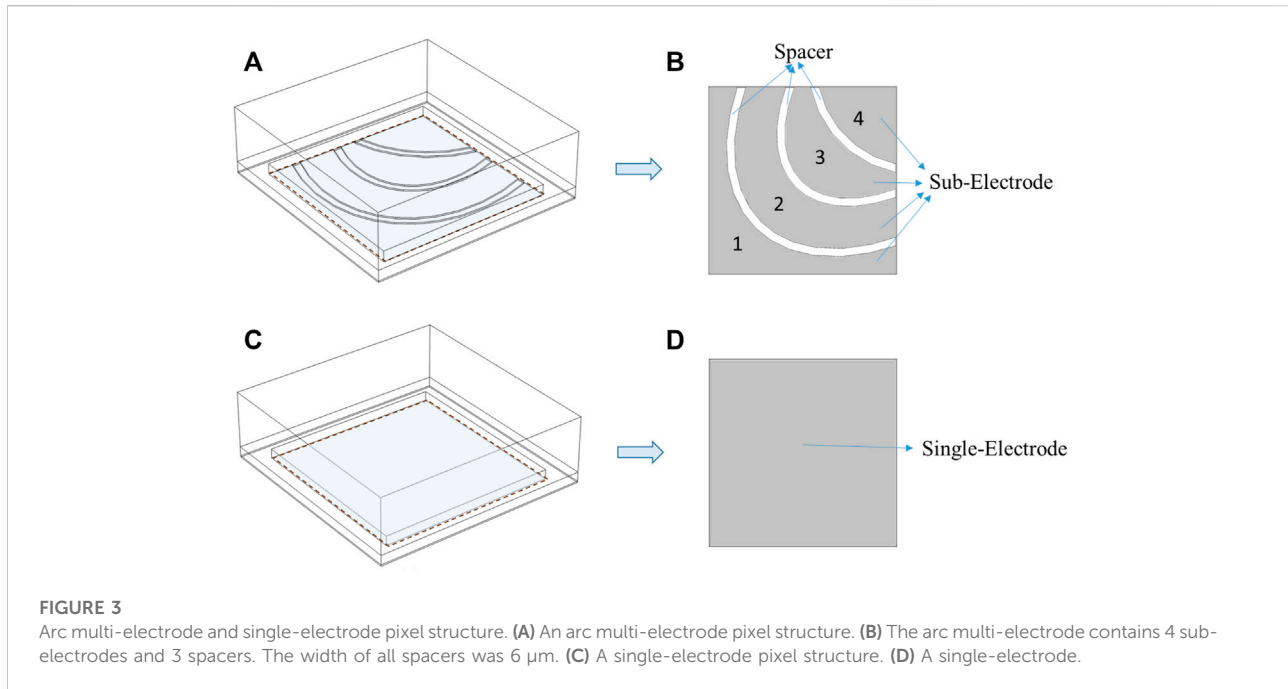 A
B
Spacer
4
3
2
1
Sub-Electrode
C
D
Single-Electrode
FIGURE 3
Arc multi-electrode and single-electrode pixel structure. (A) An arc multi-electrode pixel structure. (B) The arc multi-electrode contains 4 sub-
electrodes and 3 spacers. The width of all spacers was 6 μm. (C) A single-electrode pixel structure. (D) A single-electrode.